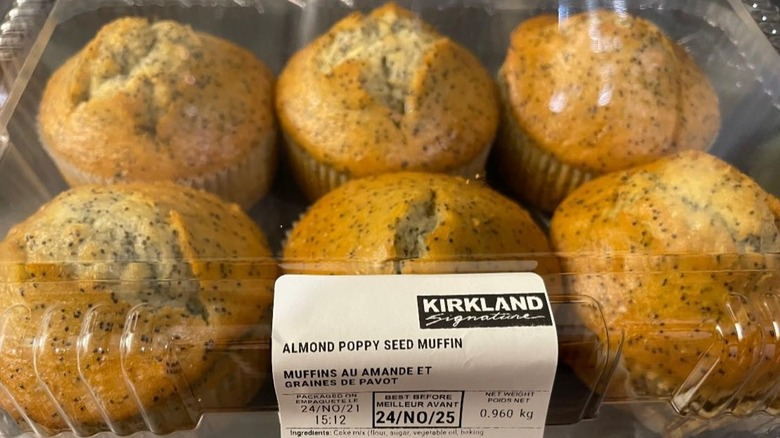 KIRKLAND
Signature
ALMOND POPPY SEED MUFFIN
MUFFINS AU AMANDE ET
GRAINES DE PAVOT
PACKAGED ON
EMPAQUETÉ LE
24/NO/21
15:12
BEST BEFORE
MEILLEUR AVANT
24/NO/25
NET WEIGHT
POIDS NET
0.960 kg
Ingredients: Cake mix (flour, sugar, vegetable oil, baking